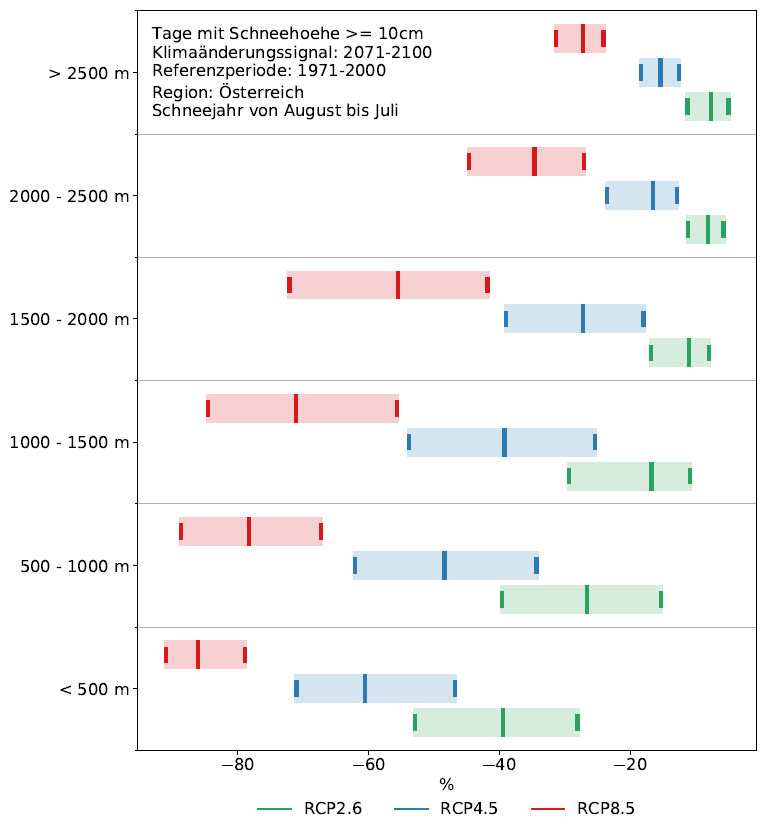 Tage mit Schneehoehe >= 10cm
Klimaänderungssignal: 2071-2100
Referenzperiode: 1971-2000
Region: Österreich
Schneejahr von August bis Juli
> 2500 m
2000 - 2500 m
1500 - 2000 m
1000 - 1500 m
500 - 1000 m
< 500 m
−80 −60 −40 −20
%
RCP2.6 RCP4.5 RCP8.5